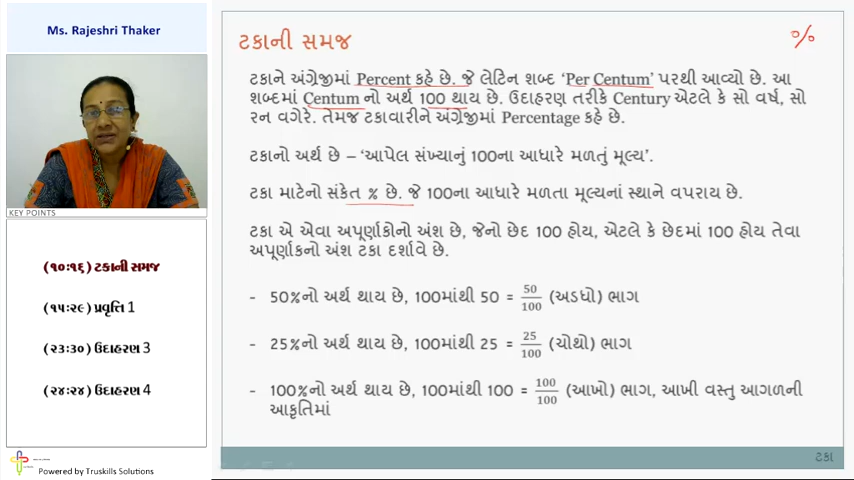 Ms. Rajeshri Thaker
KEY POINTS
(૧૦:૧૬) ટકાની સમજ
(૧૫:૨૯) પ્રવૃત્તિ 1
(૨૩:૩૦) ઉદાહરણ 3
(૨૪:૨૪) ઉદાહરણ 4
Powered by Truskills Solutions
ટકાની સમજ
%
ટકાને અંગ્રેજીમાં Percent કહે છે. જે લેટિન શબ્દ ‘Per Centum’ પરથી આવ્યો છે. આ
શબ્દમાં Centum નો અર્થ 100 થાય છે. ઉદાહરણ તરીકે Century એટલે કે સો વર્ષ, સો
રન વગેરે. તેમજ ટકાવારીને અંગ્રેજીમાં Percentage કહે છે.
ટકાનો અર્થ છે – ‘આપેલ સંખ્યાનું 100ના આધારે મળતું મૂલ્ય’.
ટકા માટેનો સંકેત % છે. જે 100ના આધારે મળતા મૂલ્યનાં સ્થાને વપરાય છે.
ટકા એ એવા અપૂર્ણાંકોનો અંશ છે, જેનો છેદ 100 હોય, એટલે કે છેદમાં 100 હોય તેવા
અપૂર્ણાંકનો અંશ ટકા દર્શાવે છે.
- 50%નો અર્થ થાય છે, 100માંથી 50 = 50/100 (અડધો) ભાગ
- 25%નો અર્થ થાય છે, 100માંથી 25 = 25/100 (ચોથો) ભાગ
- 100%નો અર્થ થાય છે, 100માંથી 100 = 100/100 (આખો) ભાગ, આખી વસ્તુ આગળની
આકૃતિમાં
ટકા